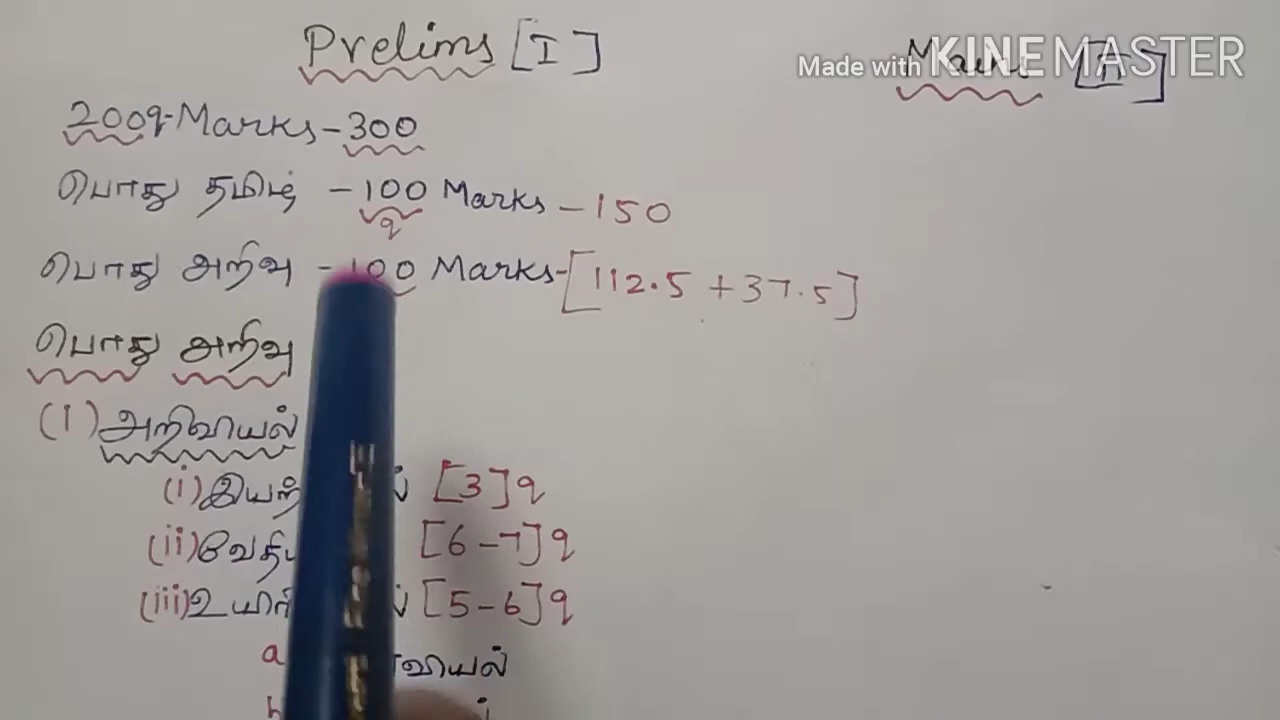 Prelims [I]
Made with KINEMASTER
Mains [II]
200q-Marks-300
பொது தமிழ் -100 Marks -150
q
பொது அறிவு -100 Marks-[112.5 +37.5]
பொது அறிவு
(I) அறிவியல்
(i) [3]q
(ii) [6-7]q
(iii) [5-6]q
a